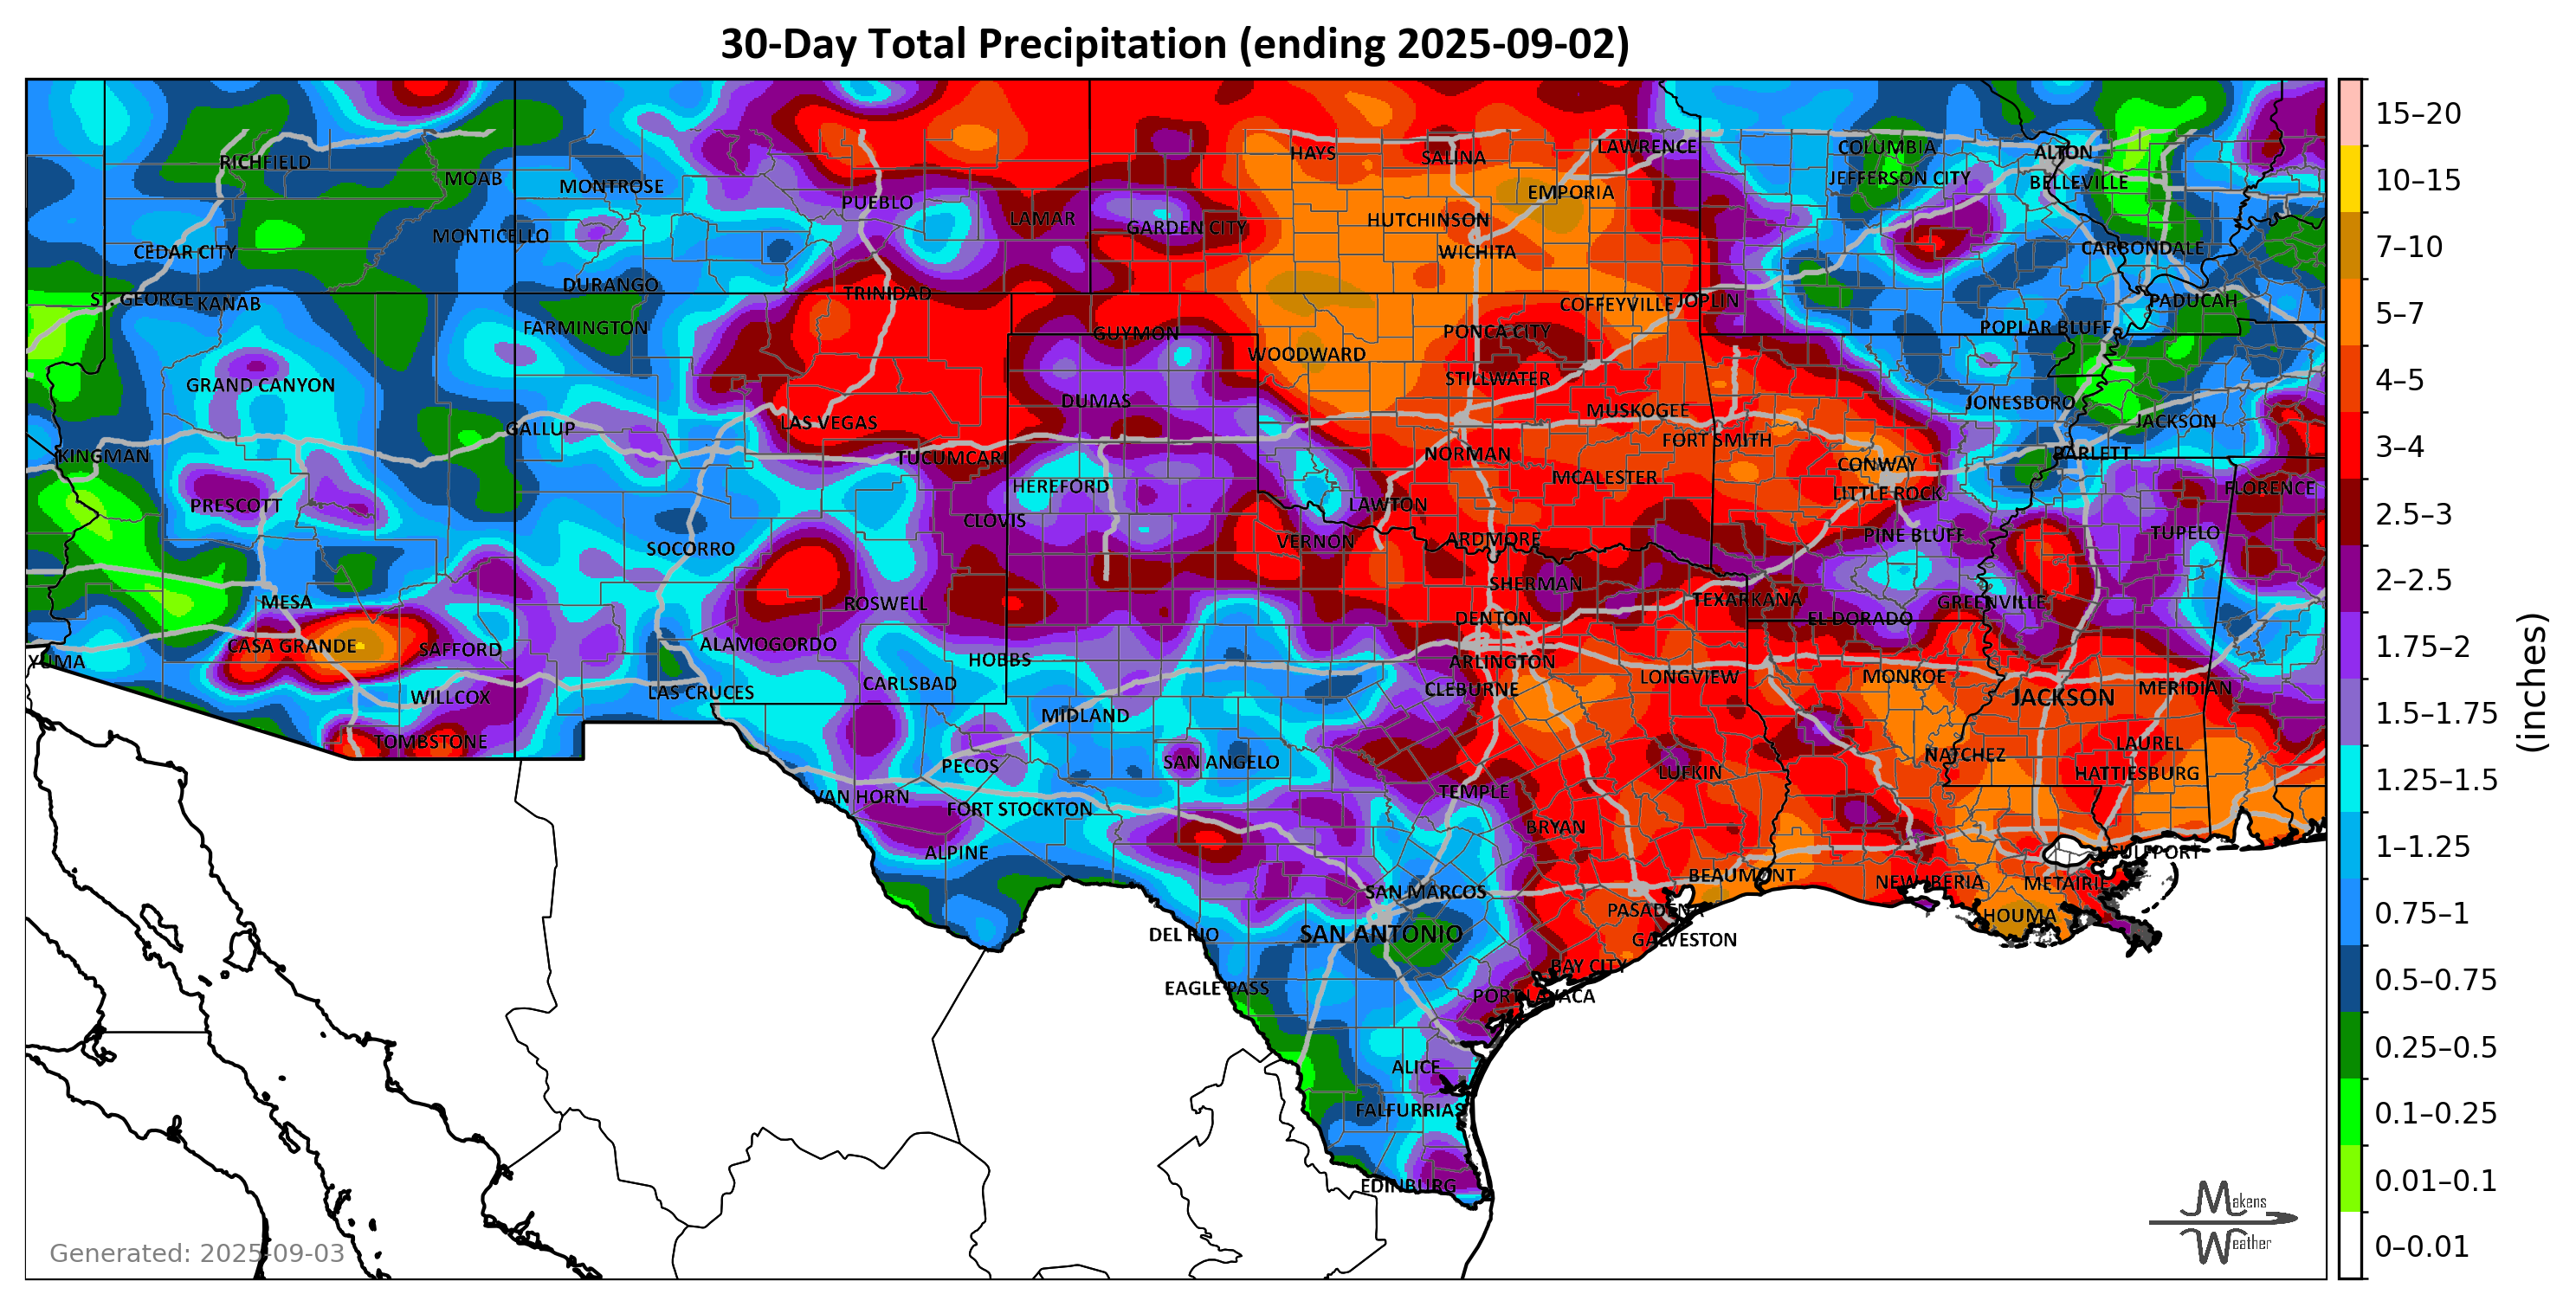 30-Day Total Precipitation (ending 2025-09-02)
RICHFIELD
MOAB
MONTROSE
PUEBLO
LAMAR
GARDEN CITY
HAYS
SALINA
LAWRENCE
EMPORIA
HUTCHINSON
WICHITA
COLUMBIA
JEFFERSON CITY
ALTON
BELLEVILLE
CARBONDALE
CEDAR CITY
MONTICELLO
DURANGO
TRINIDAD
ST. GEORGE
KANAB
FARMINGTON
GUYMON
WOODWARD
PONCA CITY
COFFEYVILLE
JOPLIN
PADUCAH
POPLAR BLUFF
GRAND CANYON
DUMAS
STILLWATER
MUSKOGEE
JONESBORO
JACKSON
GALLUP
LAS VEGAS
FORT SMITH
KINGMAN
TUCUMCARI
NORMAN
CONWAY
BARLETT
HEREFORD
MCALESTER
LITTLE ROCK
FLORENCE
PRESCOTT
CLOVIS
LAWTON
PINE BLUFF
TUPELO
SOCORRO
VERNON
ARDMORE
SHERMAN
MESA
ROSWELL
DENTON
TEXARKANA
EL DORADO
GREENVILLE
CASA GRANDE
SAFFORD
ALAMOGORDO
YUMA
HOBBS
ARLINGTON
WILLCOX
LAS CRUCES
CARLSBAD
CLEBURNE
LONGVIEW
MONROE
JACKSON
MERIDIAN
MIDLAND
TOMBSTONE
PECOS
SAN ANGELO
LUFKIN
NATCHEZ
LAUREL
HATTIESBURG
VAN HORN
FORT STOCKTON
TEMPLE
BRYAN
ALPINE
GULFPORT
SAN MARCOS
BEAUMONT
NEW IBERIA
METAIRIE
PASADENA
HOUMA
DEL RIO
SAN ANTONIO
GALVESTON
BAY CITY
EAGLE PASS
PORT LAVACA
ALICE
FALFURRIAS
EDINBURG
Generated: 2025-09-03
Makens
Weather
15–20
10–15
7–10
5–7
4–5
3–4
2.5–3
2–2.5
1.75–2
1.5–1.75
1.25–1.5
1–1.25
0.75–1
0.5–0.75
0.25–0.5
0.1–0.25
0.01–0.1
0–0.01
(inches)